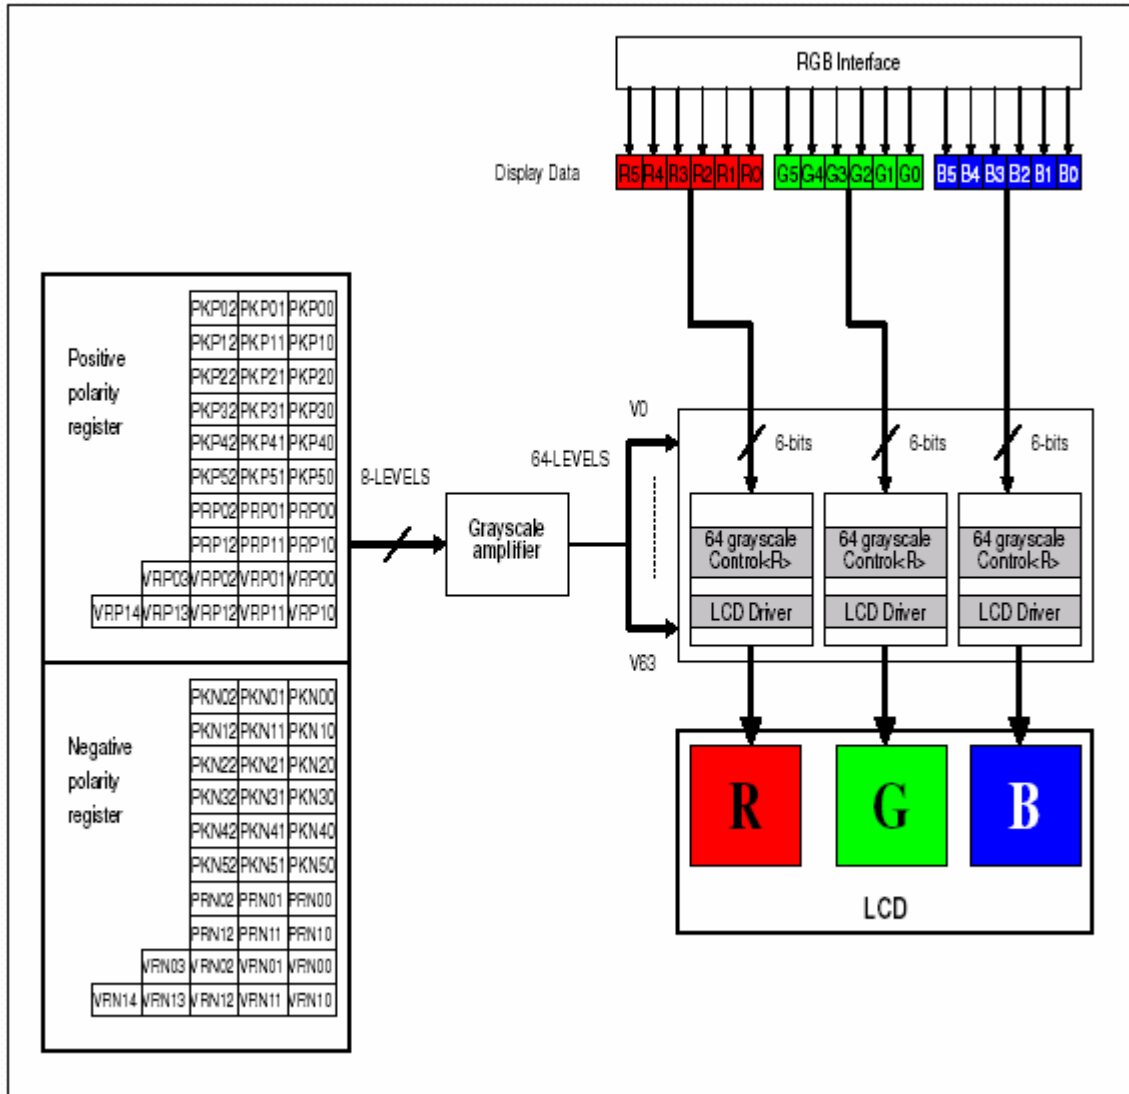 RGB Interface
Display Data
R5 R4 R3 R2 R1 R0
G5 G4 G3 G2 G1 G0
B5 B4 B3 B2 B1 B0
Positive
polarity
register
PKP02 PKP01 PKP00
PKP12 PKP11 PKP10
PKP22 PKP21 PKP20
PKP32 PKP31 PKP30
PKP42 PKP41 PKP40
PKP52 PKP51 PKP50
PRP02 PRP01 PRP00
PRP12 PRP11 PRP10
VRP03 VRP02 VRP01 VRP00
VRP14 VRP13 VRP12 VRP11 VRP10
Negative
polarity
register
PKN02 PKN01 PKN00
PKN12 PKN11 PKN10
PKN22 PKN21 PKN20
PKN32 PKN31 PKN30
PKN42 PKN41 PKN40
PKN52 PKN51 PKN50
PRN02 PRN01 PRN00
PRN12 PRN11 PRN10
VRN03 VRN02 VRN01 VRN00
VRN14 VRN13 VRN12 VRN11 VRN10
8-LEVELS
Grayscale
amplifier
64-LEVELS
V0
V63
6-bits
6-bits
6-bits
64 grayscale
Control<R>
LCD Driver
64 grayscale
Control<R>
LCD Driver
64 grayscale
Control<R>
LCD Driver
R
G
B
LCD